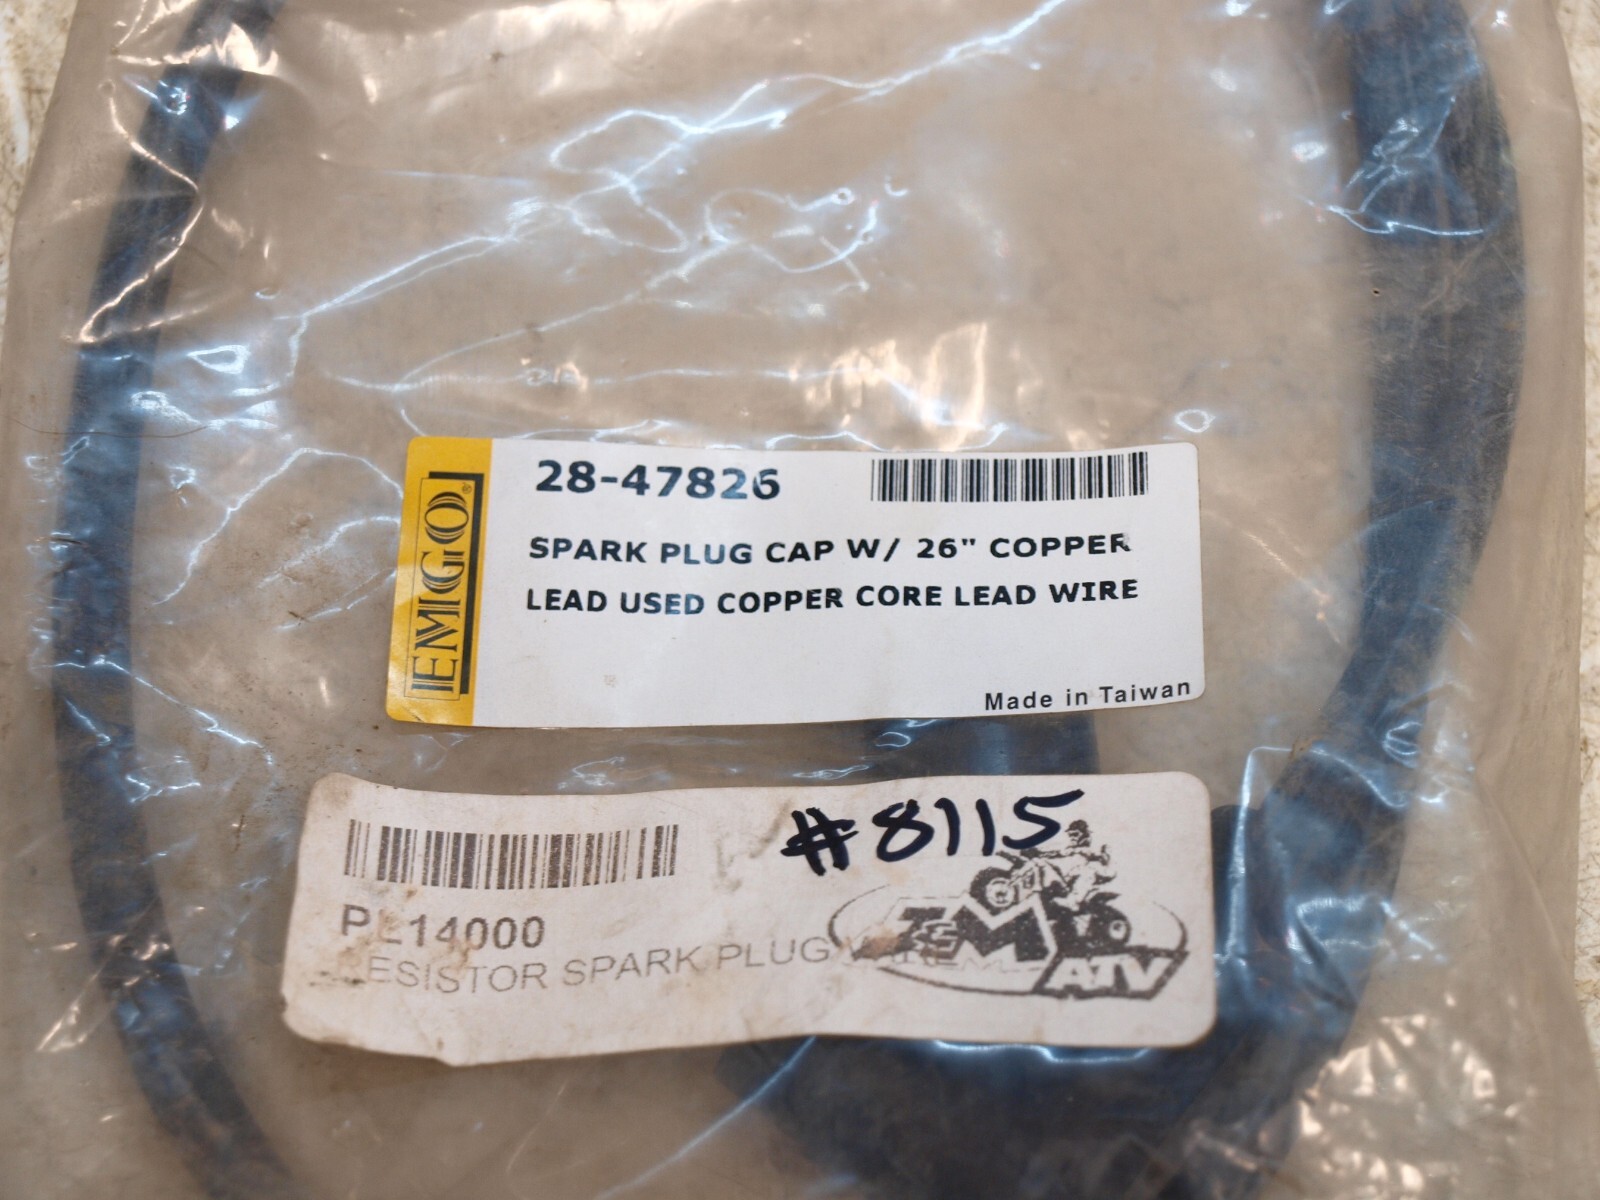 EMGO®
28-47826
SPARK PLUG CAP W/ 26" COPPER
LEAD USED COPPER CORE LEAD WIRE
Made in Taiwan
#8115
PL14000
RESISTOR SPARK PLUG
ATV